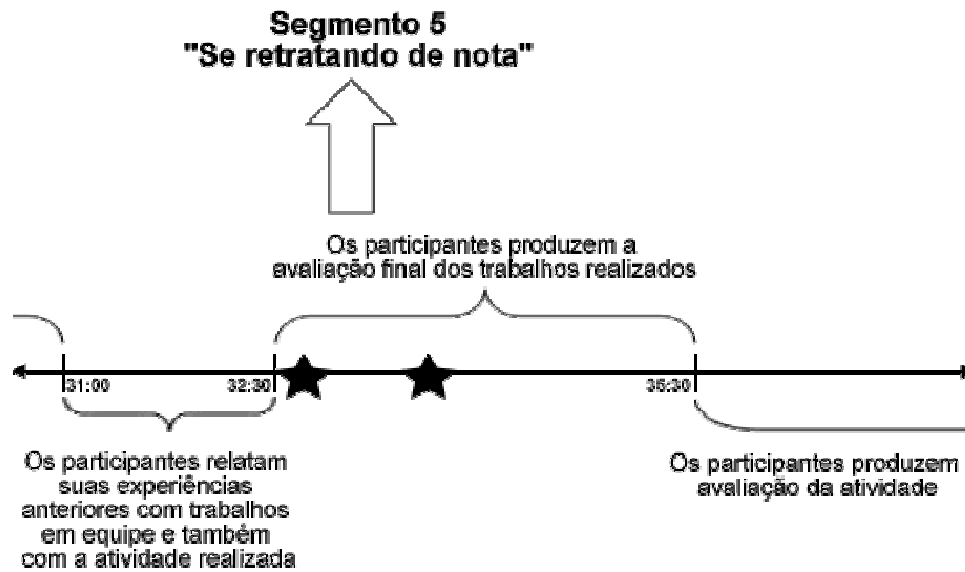 Segmento 5
"Se retratando de nota"
Os participantes produzem a
avaliação final dos trabalhos realizados
31:00
32:30
35:30
Os participantes relatam
suas experiências
anteriores com trabalhos
em equipe e também
com a atividade realizada
Os participantes produzem
avaliação da atividade